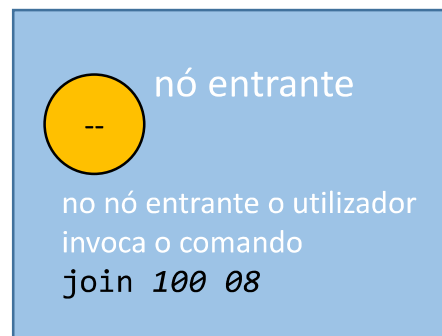 nó entrante
--
no nó entrante o utilizador
invoca o comando
join 100 08